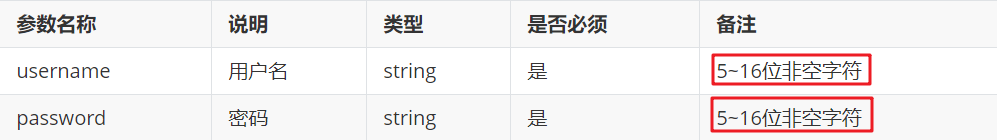 参数名称 说明 类型 是否必须 备注
username 用户名 string 是 5~16位非空字符
password 密码 string 是 5~16位非空字符